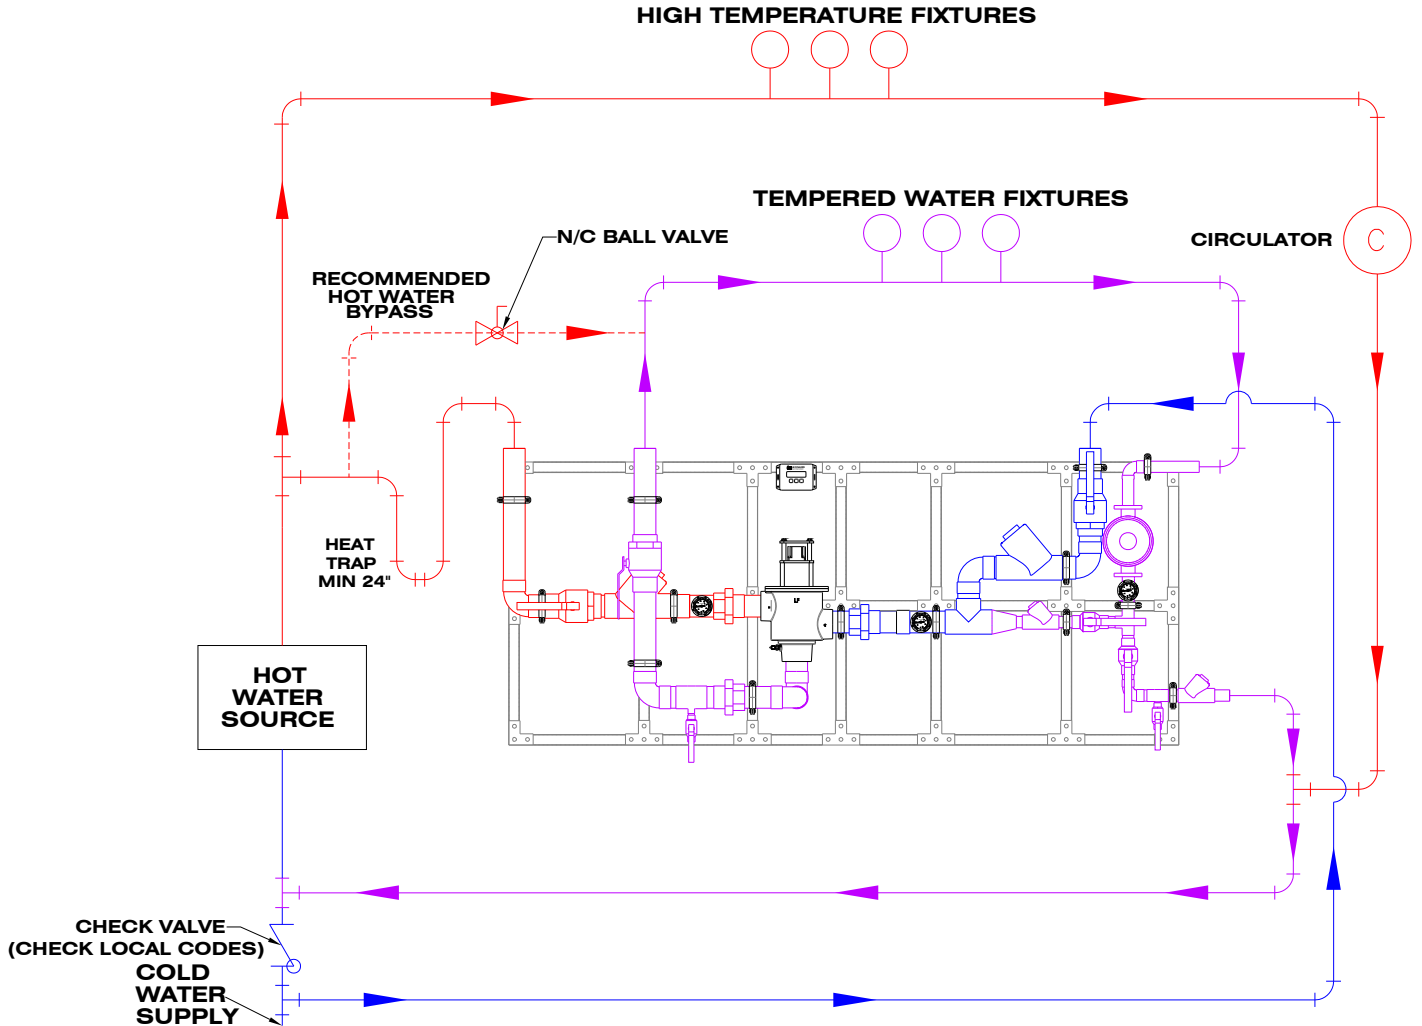 HIGH TEMPERATURE FIXTURES
TEMPERED WATER FIXTURES
N/C BALL VALVE
CIRCULATOR
C
RECOMMENDED
HOT WATER
BYPASS
HEAT
TRAP
MIN 24"
LF
HOT
WATER
SOURCE
CHECK VALVE
(CHECK LOCAL CODES)
COLD
WATER
SUPPLY